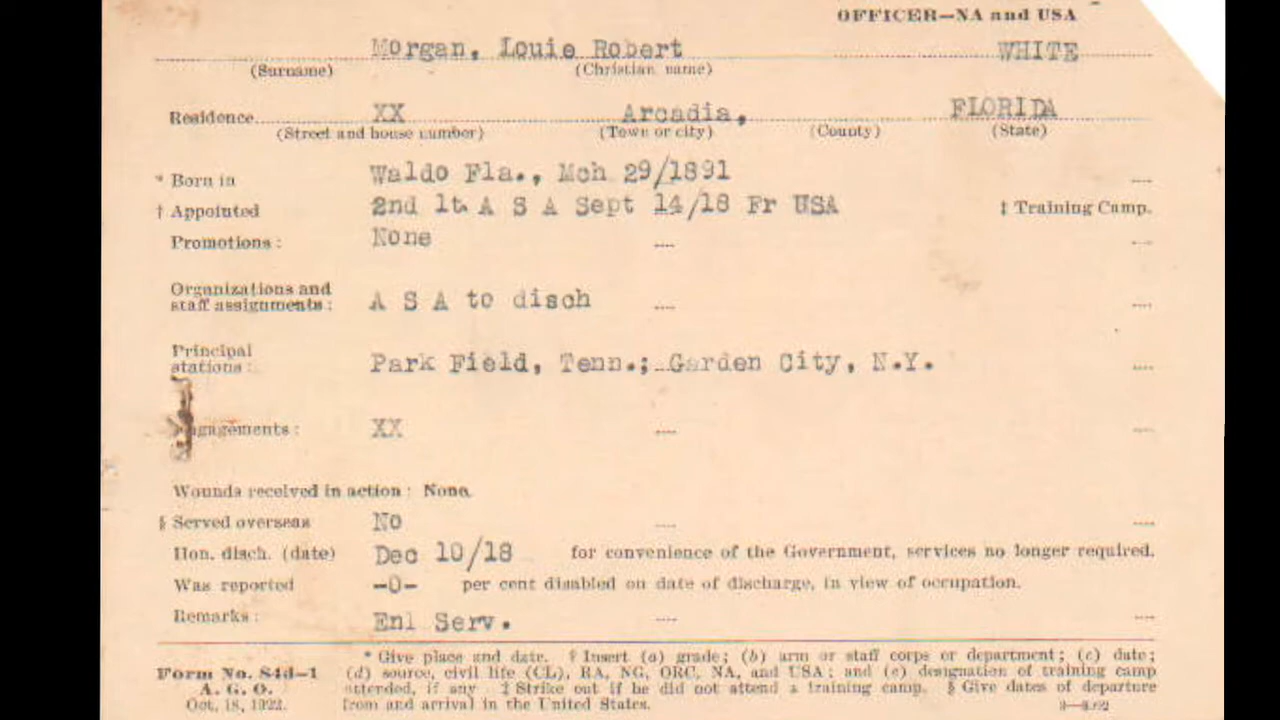 OFFICER—NA and USA
Morgan, Louie Robert WHITE
(Surname) (Christian name)
Residence XX Arcadia, FLORIDA
(Street and house number) (Town or city) (County) (State)
* Born in Waldo Fla., Mch 29/1891
† Appointed 2nd lt A S A Sept 14/18 Fr USA ‡ Training Camp.
Promotions: None
Organizations and
staff assignments: A S A to disch
Principal
stations: Park Field, Tenn.; Garden City, N.Y.
Engagements: XX
Wounds received in action: None.
§ Served overseas No
Hon. disch. (date) Dec 10/18 for convenience of the Government, services no longer required.
Was reported -0- per cent disabled on date of discharge, in view of occupation.
Remarks: Enl Serv.
* Give place and date. † Insert (a) grade; (b) arm or staff corps or department; (c) date;
(d) source, civil life (CL), RA, NG, ORC, NA, and USA; and (e) designation of training camp
attended, if any ‡ Strike out if he did not attend a training camp. § Give dates of departure
from and arrival in the United States.
Form No. 84d-1
A. G. O.
Oct. 18, 1922.